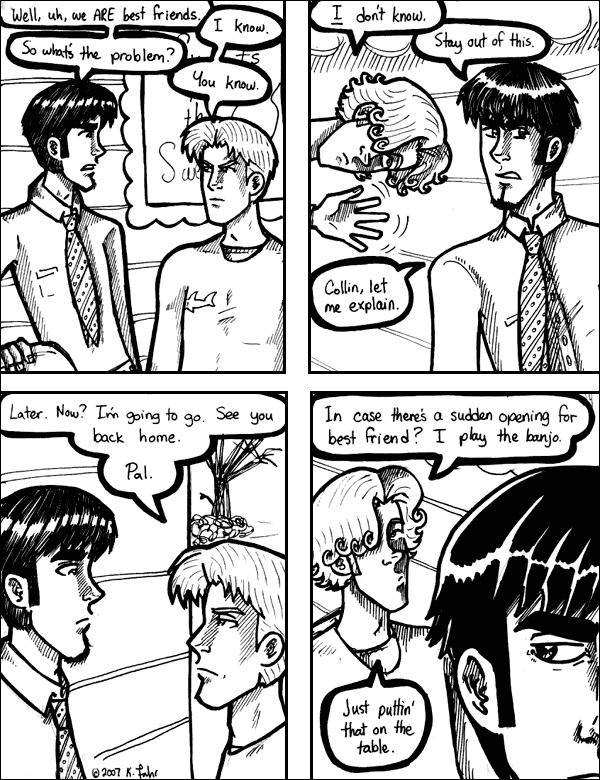 Well, uh, we ARE best friends.
I know.
So what's the problem?
You know.
I don't know.
Stay out of this.
Collin, let
me explain.
Later. Now? I'm going to go. See you
back home.
Pal.
In case there's a sudden opening for
best friend? I play the banjo.
Just puttin'
that on the
table.
© 2007 K. Fahr